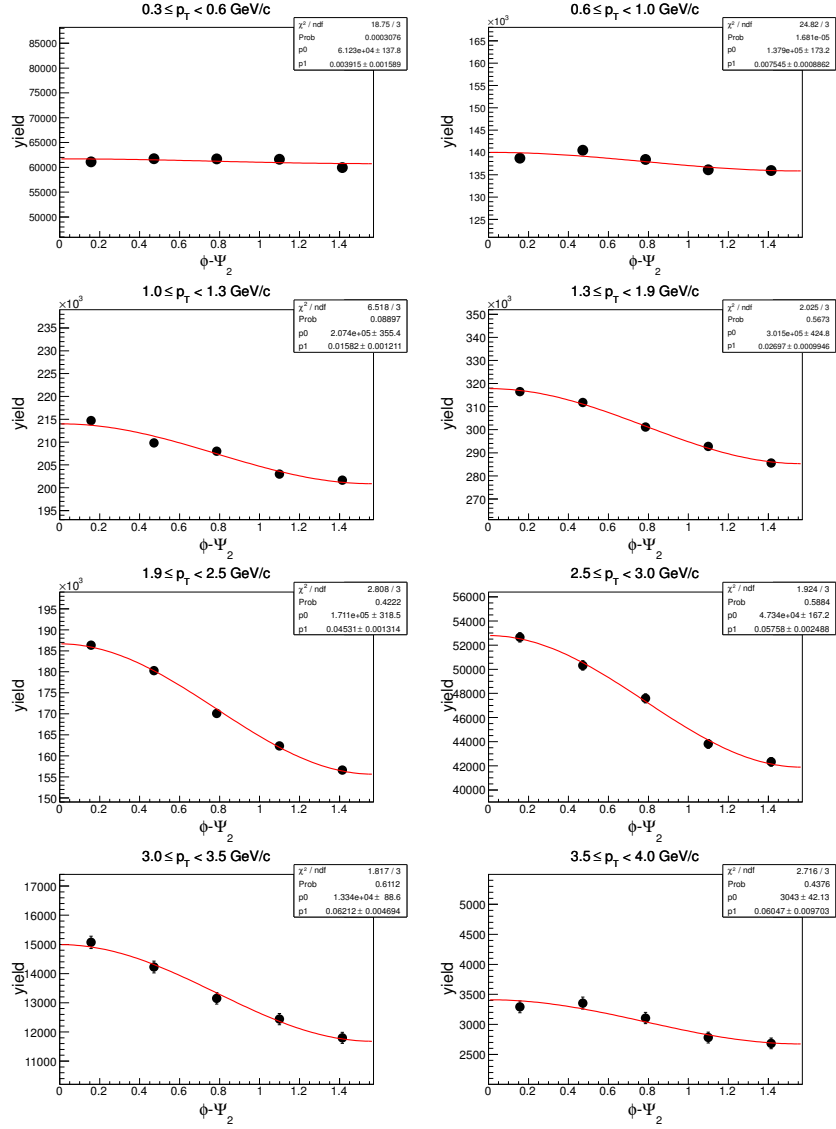 0.3 ≤ p_T < 0.6 GeV/c
χ² / ndf 18.75 / 3
Prob 0.0003076
p0 6.123e+04 ± 137.8
p1 0.003915 ± 0.001589
yield
85000
80000
75000
70000
65000
60000
55000
50000
0 0.2 0.4 0.6 0.8 1 1.2 1.4
ϕ-Ψ_2
0.6 ≤ p_T < 1.0 GeV/c
×10³
χ² / ndf 24.82 / 3
Prob 1.681e-05
p0 1.379e+05 ± 173.2
p1 0.007545 ± 0.0008862
yield
165
160
155
150
145
140
135
130
125
0 0.2 0.4 0.6 0.8 1 1.2 1.4
ϕ-Ψ_2
1.0 ≤ p_T < 1.3 GeV/c
×10³
χ² / ndf 6.518 / 3
Prob 0.08897
p0 2.074e+05 ± 355.4
p1 0.01582 ± 0.001211
yield
235
230
225
220
215
210
205
200
195
0 0.2 0.4 0.6 0.8 1 1.2 1.4
ϕ-Ψ_2
1.3 ≤ p_T < 1.9 GeV/c
×10³
χ² / ndf 2.025 / 3
Prob 0.5673
p0 3.015e+05 ± 424.8
p1 0.02697 ± 0.0009946
yield
350
340
330
320
310
300
290
280
270
0 0.2 0.4 0.6 0.8 1 1.2 1.4
ϕ-Ψ_2
1.9 ≤ p_T < 2.5 GeV/c
×10³
χ² / ndf 2.808 / 3
Prob 0.4222
p0 1.711e+05 ± 318.5
p1 0.04531 ± 0.001314
yield
195
190
185
180
175
170
165
160
155
150
0 0.2 0.4 0.6 0.8 1 1.2 1.4
ϕ-Ψ_2
2.5 ≤ p_T < 3.0 GeV/c
χ² / ndf 1.924 / 3
Prob 0.5884
p0 4.734e+04 ± 167.2
p1 0.05758 ± 0.002488
yield
56000
54000
52000
50000
48000
46000
44000
42000
40000
0 0.2 0.4 0.6 0.8 1 1.2 1.4
ϕ-Ψ_2
3.0 ≤ p_T < 3.5 GeV/c
χ² / ndf 1.817 / 3
Prob 0.6112
p0 1.334e+04 ± 88.6
p1 0.06212 ± 0.004694
yield
17000
16000
15000
14000
13000
12000
11000
0 0.2 0.4 0.6 0.8 1 1.2 1.4
ϕ-Ψ_2
3.5 ≤ p_T < 4.0 GeV/c
χ² / ndf 2.716 / 3
Prob 0.4376
p0 3043 ± 42.13
p1 0.06047 ± 0.009703
yield
5000
4500
4000
3500
3000
2500
0 0.2 0.4 0.6 0.8 1 1.2 1.4
ϕ-Ψ_2